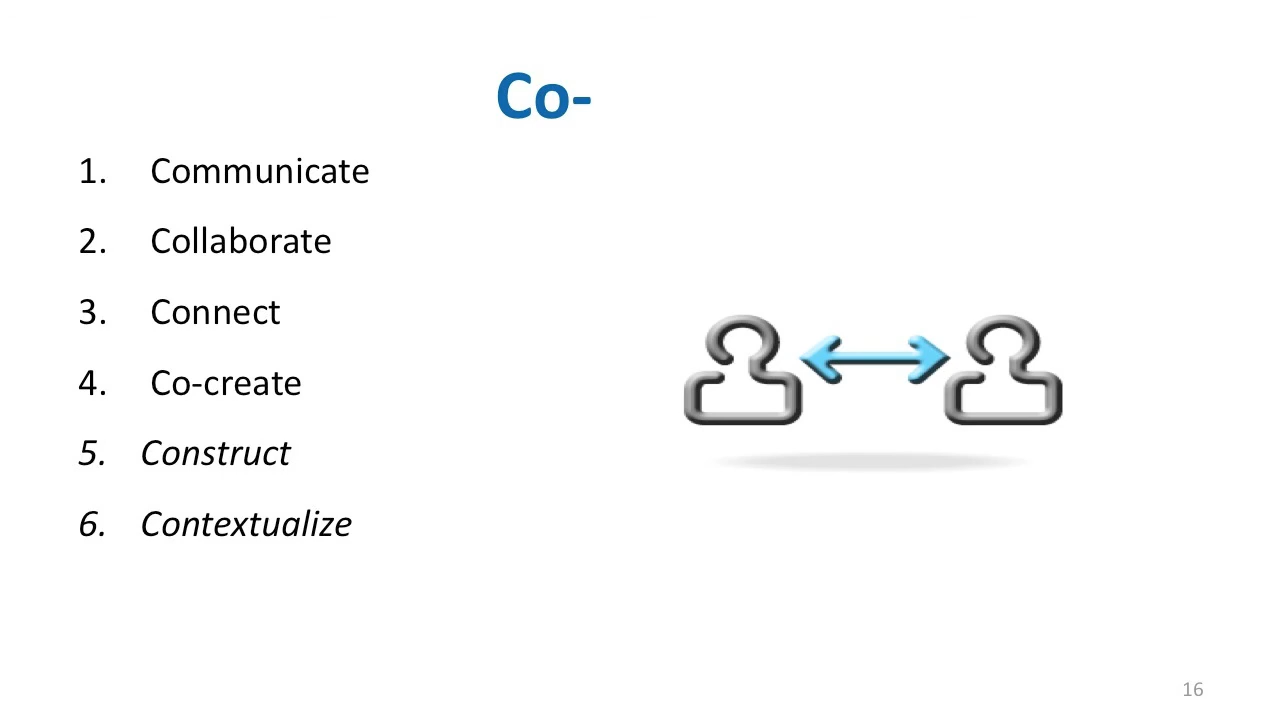 Co-
1. Communicate
2. Collaborate
3. Connect
4. Co-create
5. Construct
6. Contextualize
16